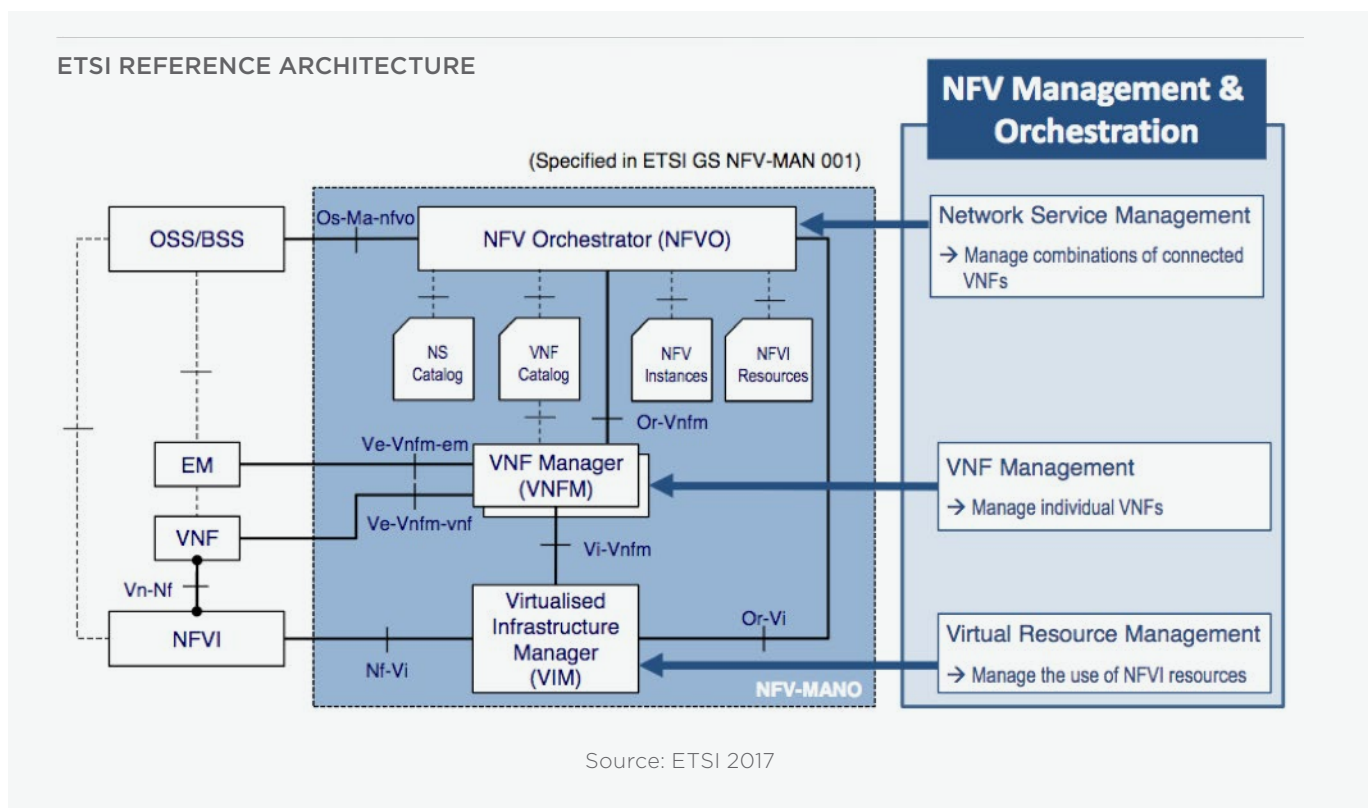 ETSI REFERENCE ARCHITECTURE
NFV Management &
Orchestration
(Specified in ETSI GS NFV-MAN 001)
OSS/BSS
Os-Ma-nfvo
NFV Orchestrator (NFVO)
Network Service Management
→ Manage combinations of connected
VNFs
NS
Catalog
VNF
Catalog
NFV
Instances
NFVI
Resources
Or-Vnfm
EM
Ve-Vnfm-em
VNF Manager
(VNFM)
VNF Management
→ Manage individual VNFs
VNF
Ve-Vnfm-vnf
Vi-Vnfm
Vn-Nf
NFVI
Nf-Vi
Virtualised
Infrastructure
Manager
(VIM)
Or-Vi
NFV-MANO
Virtual Resource Management
→ Manage the use of NFVI resources
Source: ETSI 2017